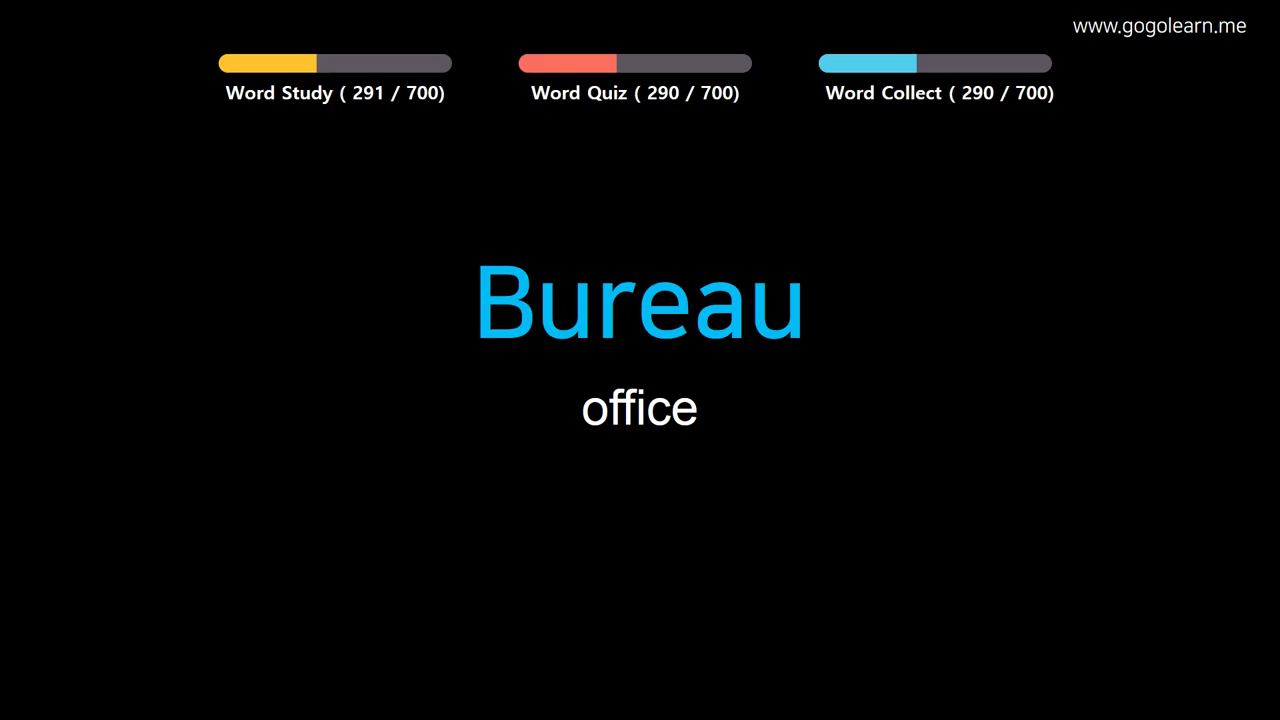 www.gogolearn.me
Word Study ( 291 / 700)
Word Quiz ( 290 / 700)
Word Collect ( 290 / 700)
Bureau
office